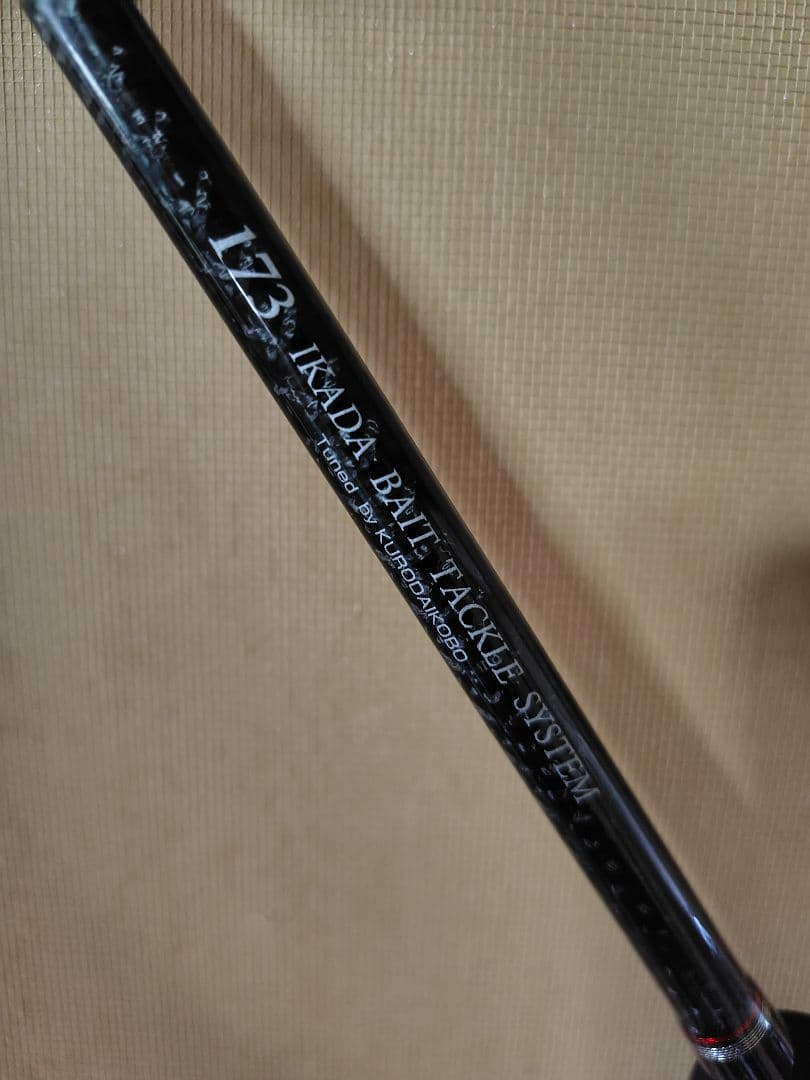 173 IKADA BAIT TACKLE SYSTEM
Tuned by KURODAIKOBO